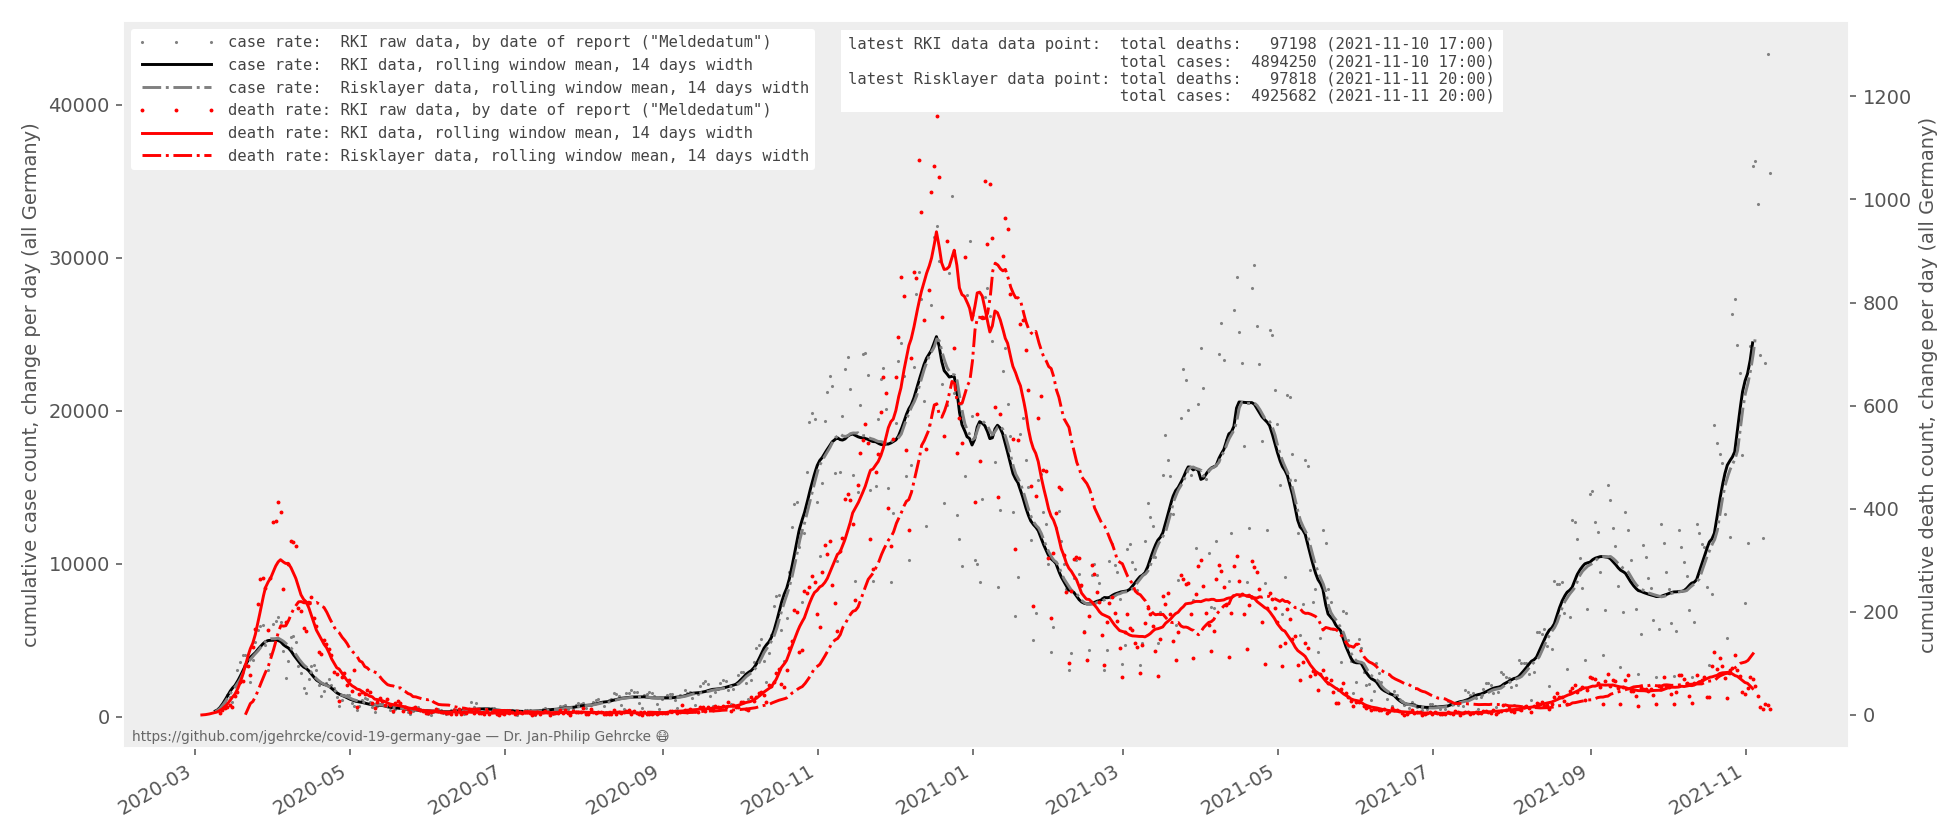 case rate:  RKI raw data, by date of report ("Meldedatum")
case rate:  RKI data, rolling window mean, 14 days width
case rate:  Risklayer data, rolling window mean, 14 days width
death rate: RKI raw data, by date of report ("Meldedatum")
death rate: RKI data, rolling window mean, 14 days width
death rate: Risklayer data, rolling window mean, 14 days width
latest RKI data data point:  total deaths:   97198 (2021-11-10 17:00)
total cases:  4894250 (2021-11-10 17:00)
latest Risklayer data point: total deaths:   97818 (2021-11-11 20:00)
total cases:  4925682 (2021-11-11 20:00)
cumulative case count, change per day (all Germany)
40000
30000
20000
10000
0
1200
1000
800
600
400
200
0
cumulative death count, change per day (all Germany)
https://github.com/jgehrcke/covid-19-germany-gae — Dr. Jan-Philip Gehrcke 😷
2020-03
2020-05
2020-07
2020-09
2020-11
2021-01
2021-03
2021-05
2021-07
2021-09
2021-11